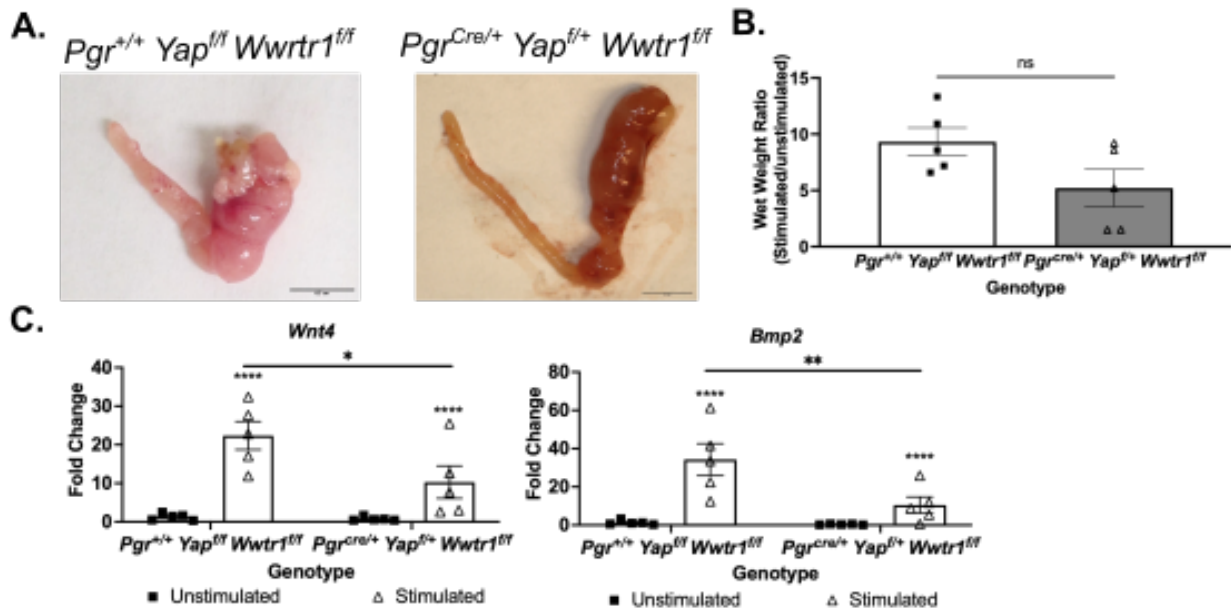 A.
Pgr+/+ Yapf/f Wwrtr1f/f
PgrCre/+ Yapf/+ Wwtr1f/f
B.
ns
15
10
5
0
Wet Weight Ratio
(Stimulated/unstimulated)
Pgr+/+ Yapf/f Wwtr1f/f Pgrcre/+ Yapf/+ Wwtr1f/f
Genotype
C.
Wnt4
*
****
****
40
30
20
10
0
Fold Change
Pgr+/+ Yapf/f Wwtr1f/f Pgrcre/+ Yapf/+ Wwtr1f/f
Genotype
■ Unstimulated △ Stimulated
Bmp2
**
****
****
80
60
40
20
0
Fold Change
Pgr+/+ Yapf/f Wwtr1f/f Pgrcre/+ Yapf/+ Wwtr1f/f
Genotype
■ Unstimulated △ Stimulated